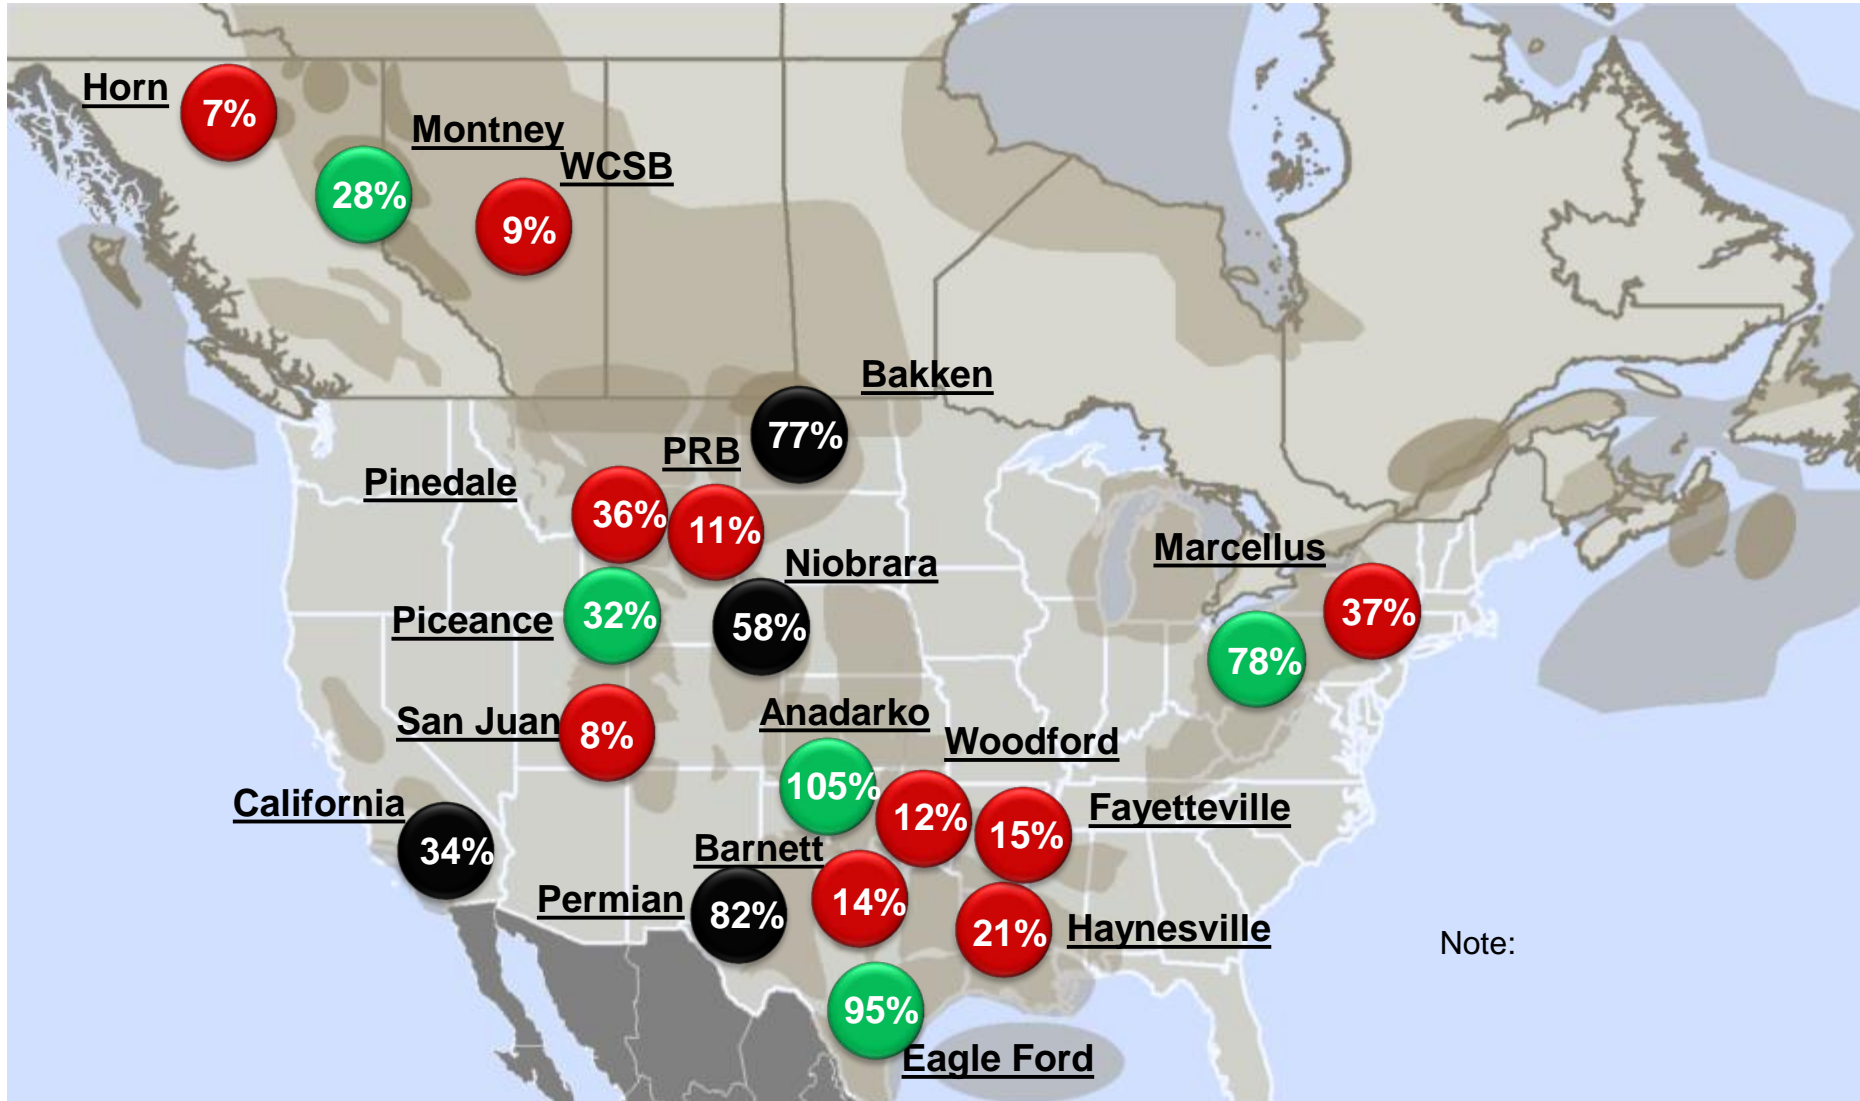 Horn
7%
Montney
28%
WCSB
9%
Bakken
77%
PRB
11%
Pinedale
36%
Niobrara
58%
Marcellus
37%
78%
Piceance
32%
San Juan
8%
Anadarko
105%
Woodford
12%
Fayetteville
15%
California
34%
Barnett
14%
Permian
82%
Haynesville
21%
Note:
95%
Eagle Ford